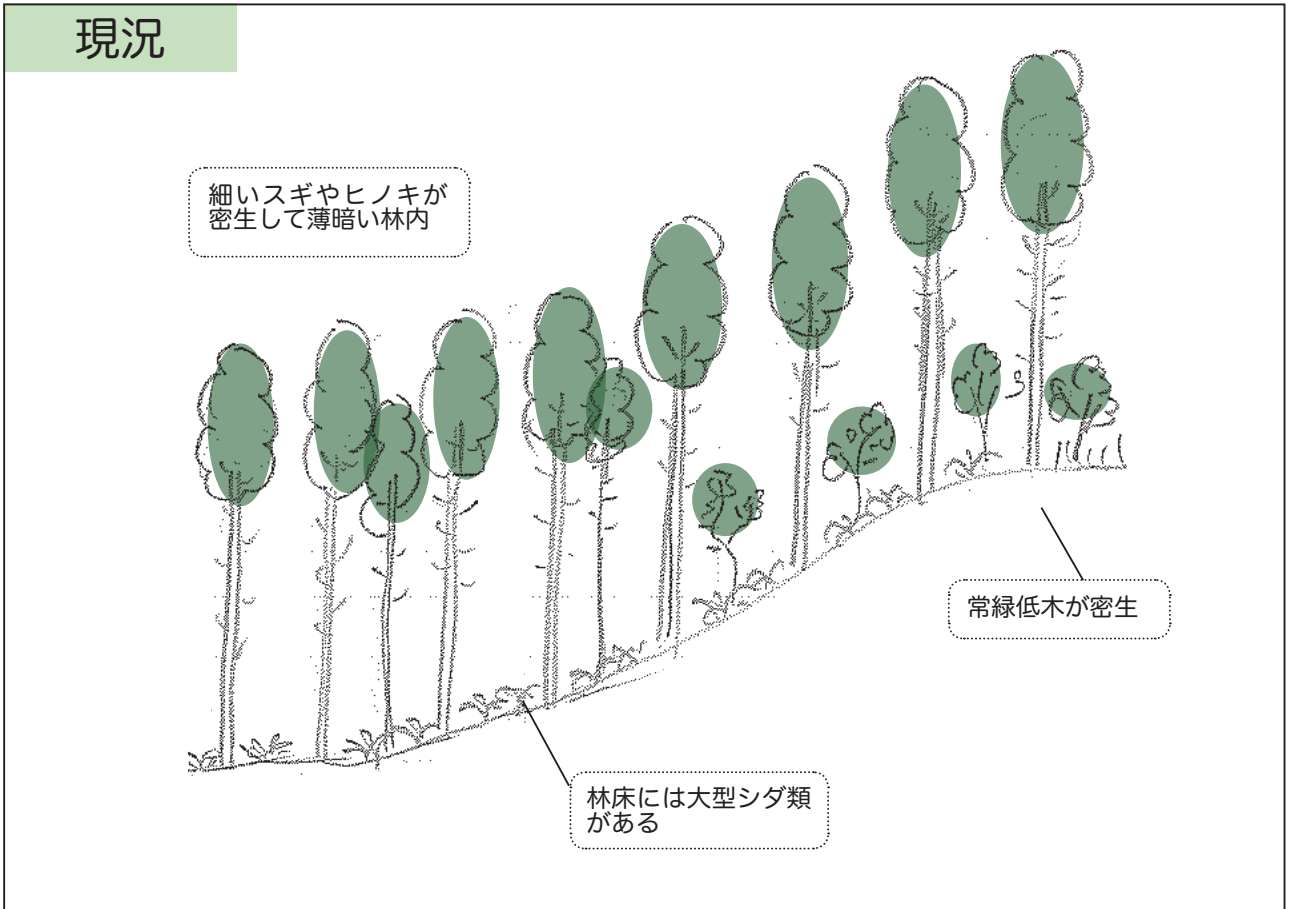 現況
細いスギやヒノキが
密生して薄暗い林内
常緑低木が密生
林床には大型シダ類
がある